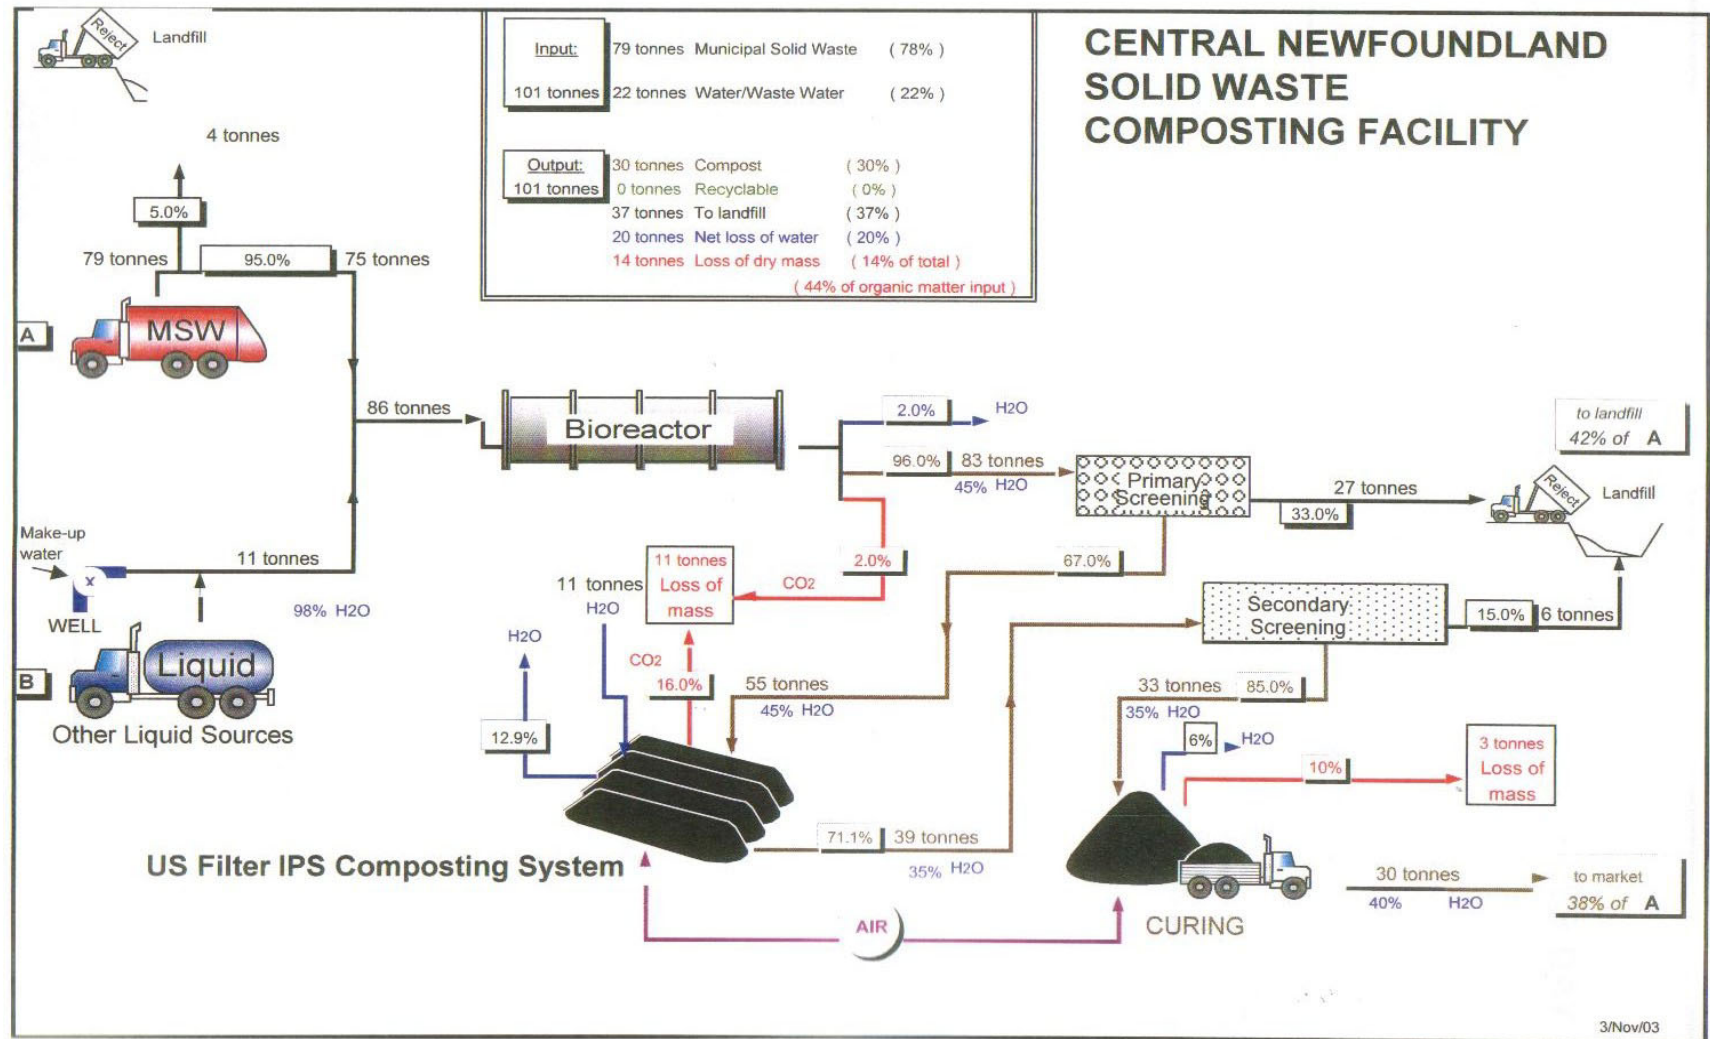 CENTRAL NEWFOUNDLAND
SOLID WASTE
COMPOSTING FACILITY
Reject
Landfill
Input:
101 tonnes
79 tonnes Municipal Solid Waste ( 78% )
22 tonnes Water/Waste Water ( 22% )
Output:
101 tonnes
30 tonnes Compost ( 30% )
0 tonnes Recyclable ( 0% )
37 tonnes To landfill ( 37% )
20 tonnes Net loss of water ( 20% )
14 tonnes Loss of dry mass ( 14% of total )
( 44% of organic matter input )
4 tonnes
5.0%
79 tonnes
95.0%
75 tonnes
A
MSW
86 tonnes
Bioreactor
2.0%
H2O
96.0%
83 tonnes
45% H2O
Primary
Screening
27 tonnes
33.0%
to landfill
42% of A
Reject
Landfill
Make-up
water
x
WELL
11 tonnes
98% H2O
B
Liquid
Other Liquid Sources
11 tonnes
H2O
H2O
11 tonnes
Loss of
mass
CO2
2.0%
67.0%
CO2
16.0%
55 tonnes
45% H2O
12.9%
Secondary
Screening
15.0%
6 tonnes
33 tonnes
85.0%
35% H2O
6%
H2O
10%
3 tonnes
Loss of
mass
71.1%
39 tonnes
35% H2O
US Filter IPS Composting System
AIR
CURING
30 tonnes
40% H2O
to market
38% of A
3/Nov/03